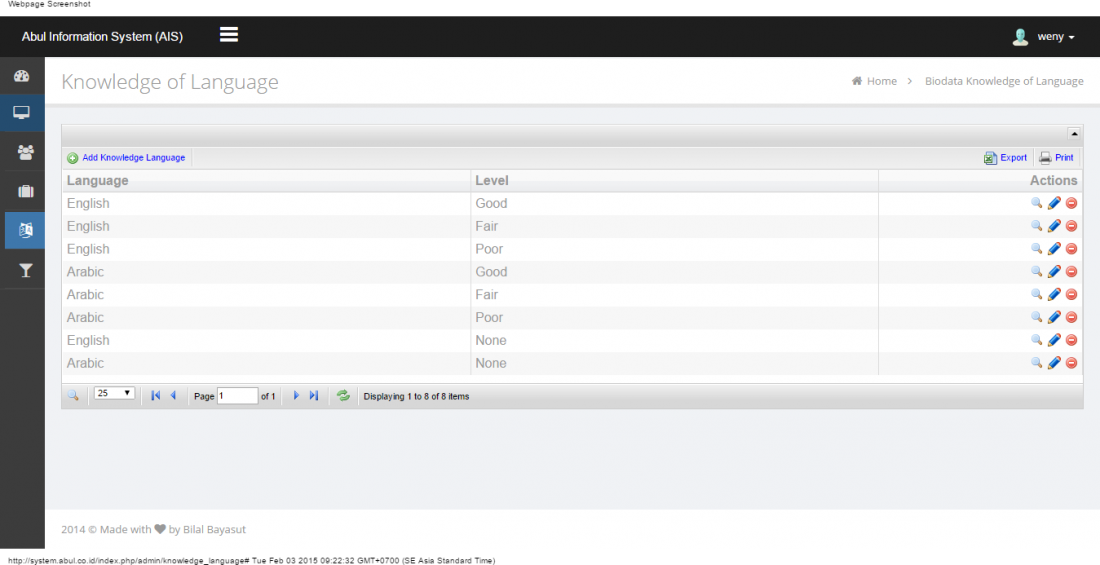 Webpage Screenshot
Abul Information System (AIS)
weny
Knowledge of Language
Home > Biodata Knowledge of Language
Add Knowledge Language Export Print
Language Level Actions
English Good
English Fair
English Poor
Arabic Good
Arabic Fair
Arabic Poor
English None
Arabic None
25 Page 1 of 1 Displaying 1 to 8 of 8 items
2014 © Made with ♥ by Bilal Bayasut
http://system.abul.co.id/index.php/admin/knowledge_language# Tue Feb 03 2015 09:22:32 GMT+0700 (SE Asia Standard Time)